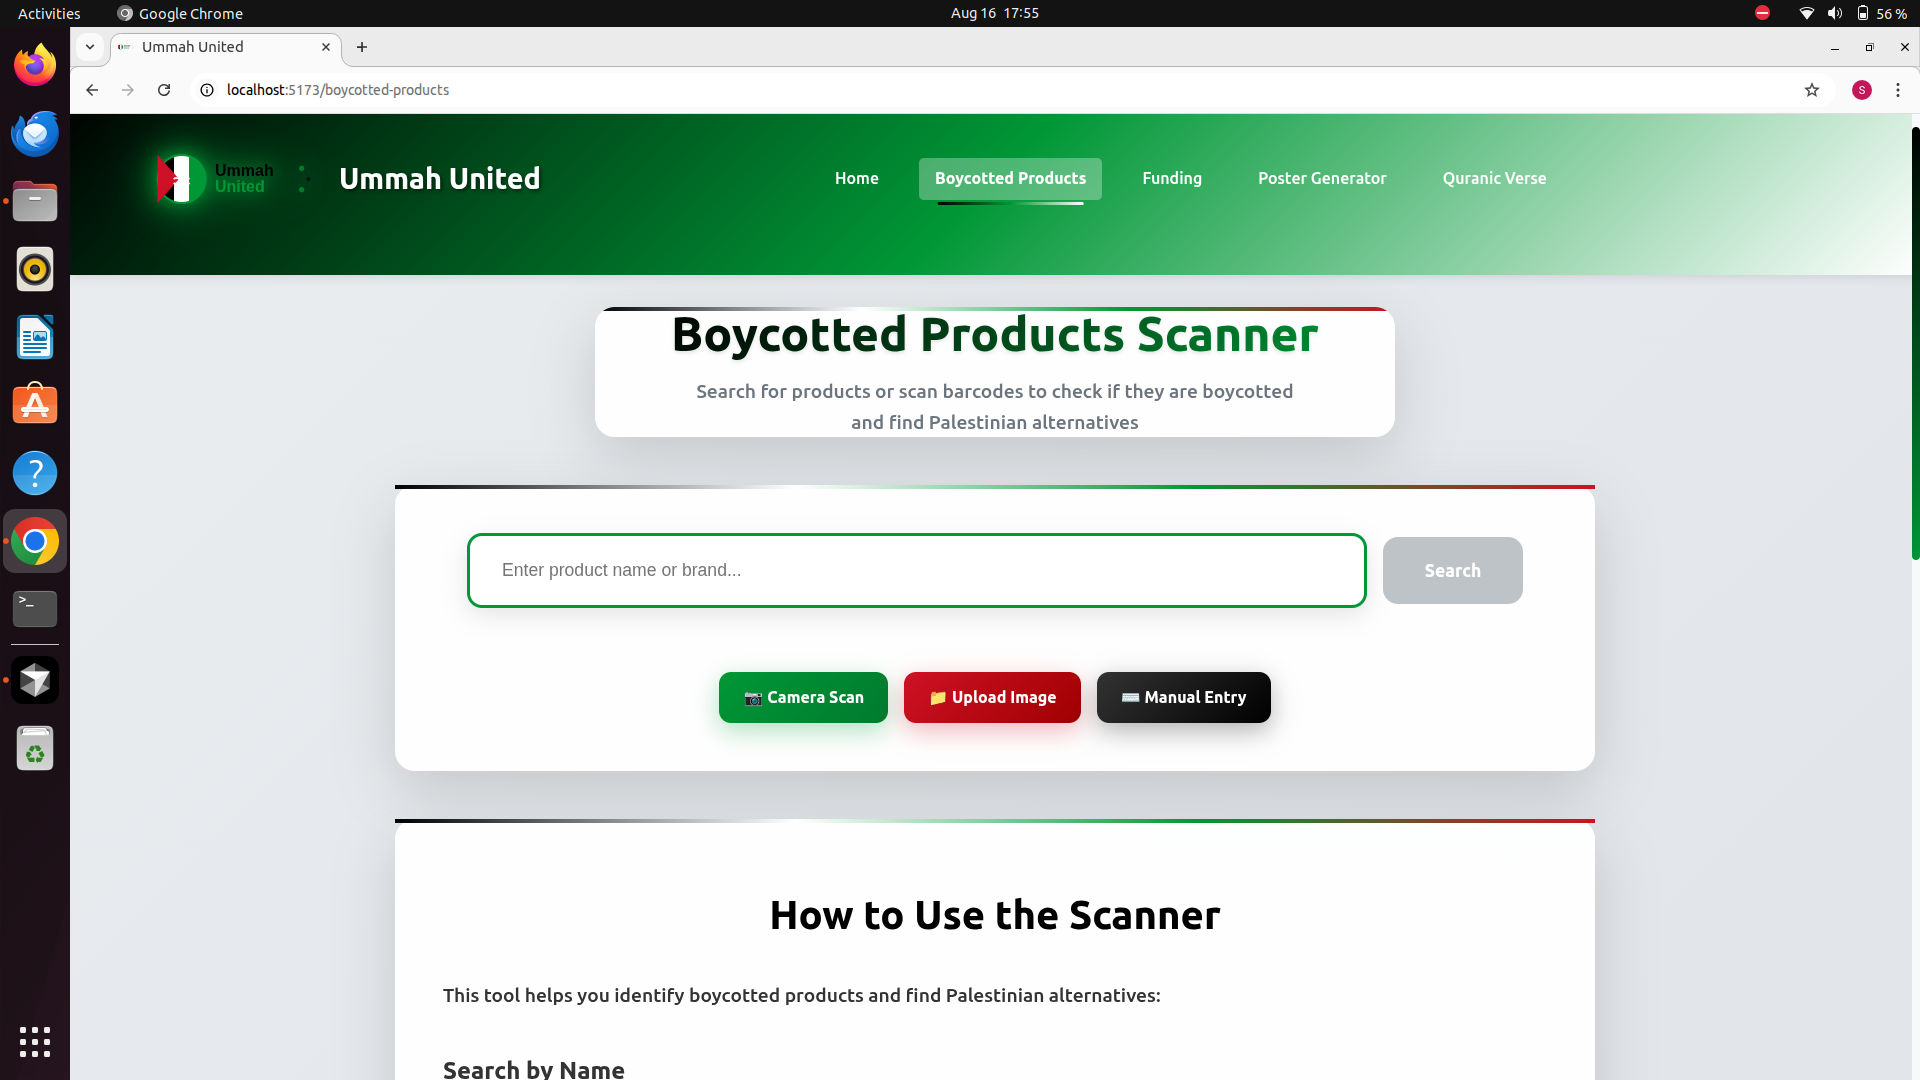 Activities
Google Chrome
Aug 16 17:55
56 %
Ummah United
localhost:5173/boycotted-products
S
Ummah
United
Ummah United
Home
Boycotted Products
Funding
Poster Generator
Quranic Verse
Boycotted Products Scanner
Search for products or scan barcodes to check if they are boycotted
and find Palestinian alternatives
Enter product name or brand...
Search
Camera Scan
Upload Image
Manual Entry
How to Use the Scanner
This tool helps you identify boycotted products and find Palestinian alternatives:
Search by Name